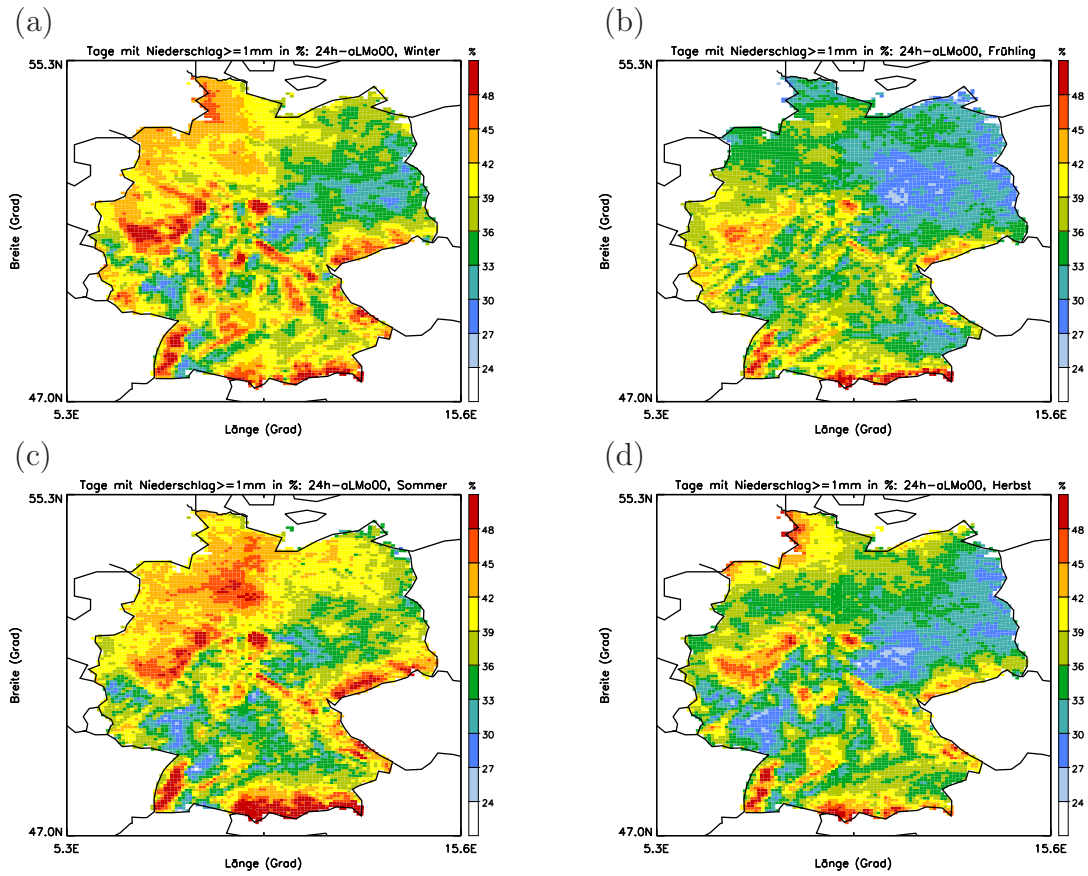 (a)
Tage mit Niederschlag>=1mm in %: 24h-aLMo00, Winter
%
55.3N
48
45
42
39
36
33
30
27
24
Breite (Grad)
47.0N
5.3E
15.6E
Länge (Grad)
(b)
Tage mit Niederschlag>=1mm in %: 24h-aLMo00, Frühling
%
55.3N
48
45
42
39
36
33
30
27
24
Breite (Grad)
47.0N
5.3E
15.6E
Länge (Grad)
(c)
Tage mit Niederschlag>=1mm in %: 24h-aLMo00, Sommer
%
55.3N
48
45
42
39
36
33
30
27
24
Breite (Grad)
47.0N
5.3E
15.6E
Länge (Grad)
(d)
Tage mit Niederschlag>=1mm in %: 24h-aLMo00, Herbst
%
55.3N
48
45
42
39
36
33
30
27
24
Breite (Grad)
47.0N
5.3E
15.6E
Länge (Grad)